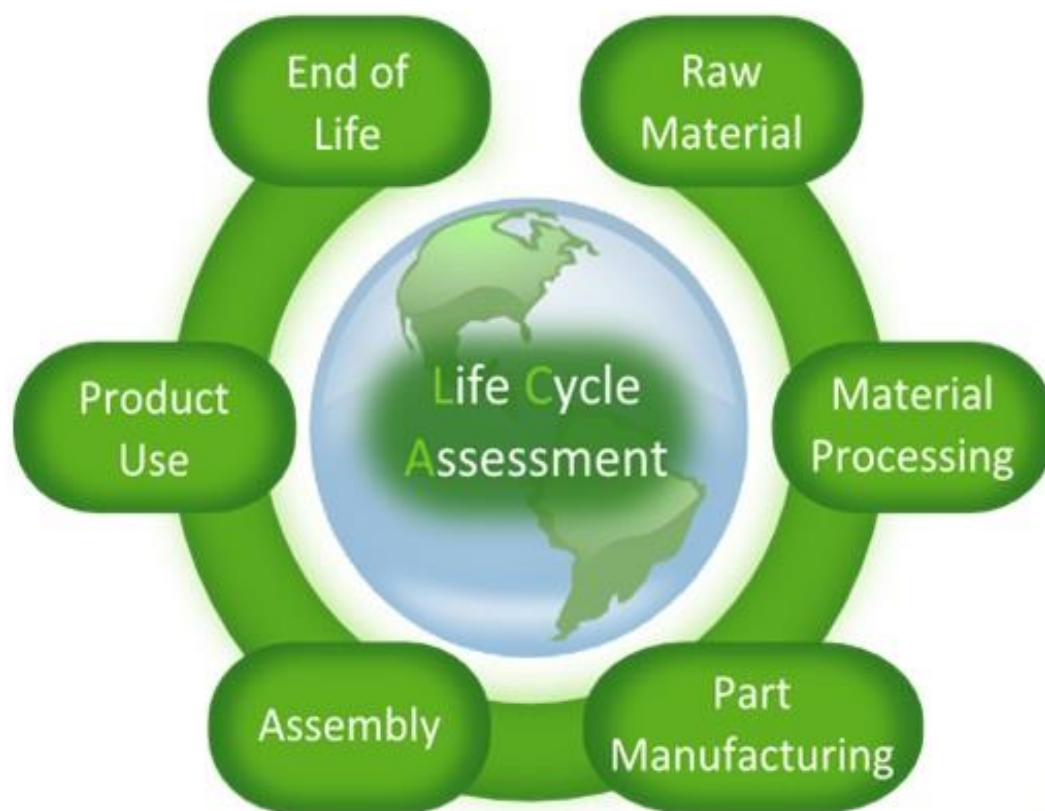 End of
Life
Raw
Material
Product
Use
Life Cycle
Assessment
Material
Processing
Assembly
Part
Manufacturing